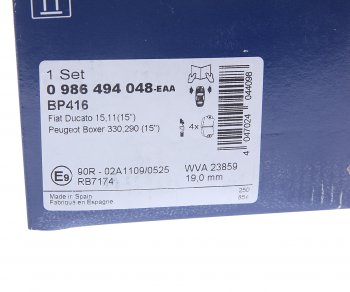 1 Set
0 986 494 048-EAA
BP416
Fiat Ducato 15,11(15")
Peugeot Boxer 330,290 (15")
4x
E9
90R - 02A1109/0525
WVA 23859
RB7174
19,0 mm
Made in Spain
Fabriqué en Espagne
250
4 047024 044098